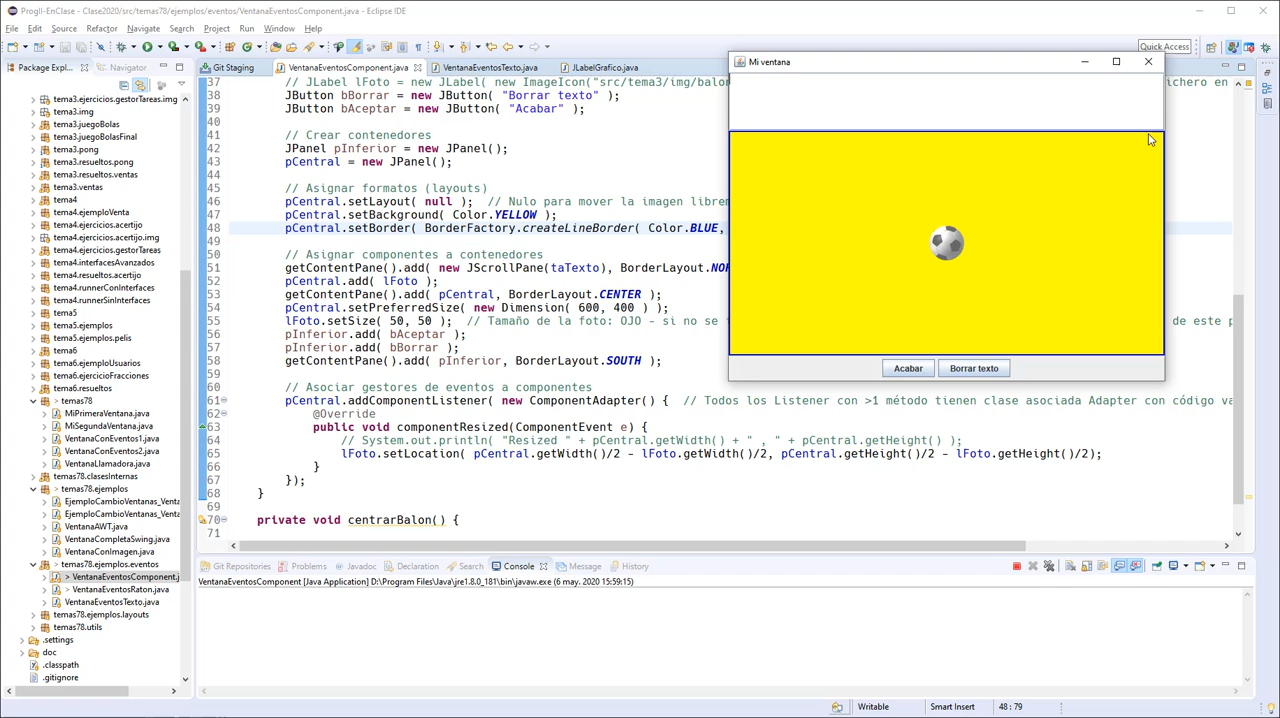 ProgII-EnClase - Clase2020/src/temas78/ejemplos/eventos/VentanaEventosComponent.java - Eclipse IDE
File Edit Source Refactor Navigate Search Project Run Window Help
Quick Access
Package Expl...
Navigator
Git Staging
VentanaEventosComponent.java
VentanaEventosTexto.java
JLabelGrafico.java
tema3.ejercicios.gestorTareas.img
tema3.img
tema3.juegoBolas
tema3.juegoBolasFinal
tema3.pong
tema3.resueltos.pong
tema3.resueltos.ventas
tema3.ventas
tema4
tema4.ejemploVenta
tema4.ejercicios.acertijo
tema4.ejercicios.acertijo.img
tema4.ejercicios.gestorTareas
tema4.interfacesAvanzados
tema4.resueltos.acertijo
tema4.runnerConInterfaces
tema4.runnerSinInterfaces
tema5
tema5.ejemplos
tema5.ejemplos.pelis
tema6
tema6.ejemploUsuarios
tema6.ejercicioFracciones
tema6.resueltos
temas78
MiPrimeraVentana.java
MiSegundaVentana.java
VentanaConEventos1.java
VentanaConEventos2.java
VentanaLlamadora.java
temas78.clasesInternas
temas78.ejemplos
EjemploCambioVentanas_Venta
EjemploCambioVentanas_Venta
VentanaAWT.java
VentanaCompletaSwing.java
VentanaConImagen.java
temas78.ejemplos.eventos
> VentanaEventosComponent.j
> VentanaEventosRaton.java
VentanaEventosTexto.java
temas78.ejemplos.layouts
temas78.utils
.settings
doc
.classpath
.gitignore
37 // JLabel lFoto = new JLabel( new ImageIcon("src/tema3/img/balon
ichero en
38 JButton bBorrar = new JButton( "Borrar texto" );
39 JButton bAceptar = new JButton( "Acabar" );
40
41 // Crear contenedores
42 JPanel pInferior = new JPanel();
43 pCentral = new JPanel();
44
45 // Asignar formatos (layouts)
46 pCentral.setLayout( null ); // Nulo para mover la imagen libreme
47 pCentral.setBackground( Color.YELLOW );
48 pCentral.setBorder( BorderFactory.createLineBorder( Color.BLUE,
49
50 // Asignar componentes a contenedores
51 getContentPane().add( new JScrollPane(taTexto), BorderLayout.NOR
52 pCentral.add( lFoto );
53 getContentPane().add( pCentral, BorderLayout.CENTER );
54 pCentral.setPreferredSize( new Dimension( 600, 400 ) );
55 lFoto.setSize( 50, 50 ); // Tamaño de la foto: OJO - si no se
de este p
56 pInferior.add( bAceptar );
57 pInferior.add( bBorrar );
58 getContentPane().add( pInferior, BorderLayout.SOUTH );
59
60 // Asociar gestores de eventos a componentes
61 pCentral.addComponentListener( new ComponentAdapter() { // Todos los Listener con >1 método tienen clase asociada Adapter con código va
62 @Override
63 public void componentResized(ComponentEvent e) {
64 // System.out.println( "Resized " + pCentral.getWidth() + " , " + pCentral.getHeight() );
65 lFoto.setLocation( pCentral.getWidth()/2 - lFoto.getWidth()/2, pCentral.getHeight()/2 - lFoto.getHeight()/2);
66 }
67 });
68 }
69
70 private void centrarBalon() {
71
Mi ventana
Acabar
Borrar texto
Git Repositories
Problems
Javadoc
Declaration
Search
Console
Message
History
VentanaEventosComponent [Java Application] D:\Program Files\Java\jre1.8.0_181\bin\javaw.exe (6 may. 2020 15:59:15)
Writable
Smart Insert
48 : 79